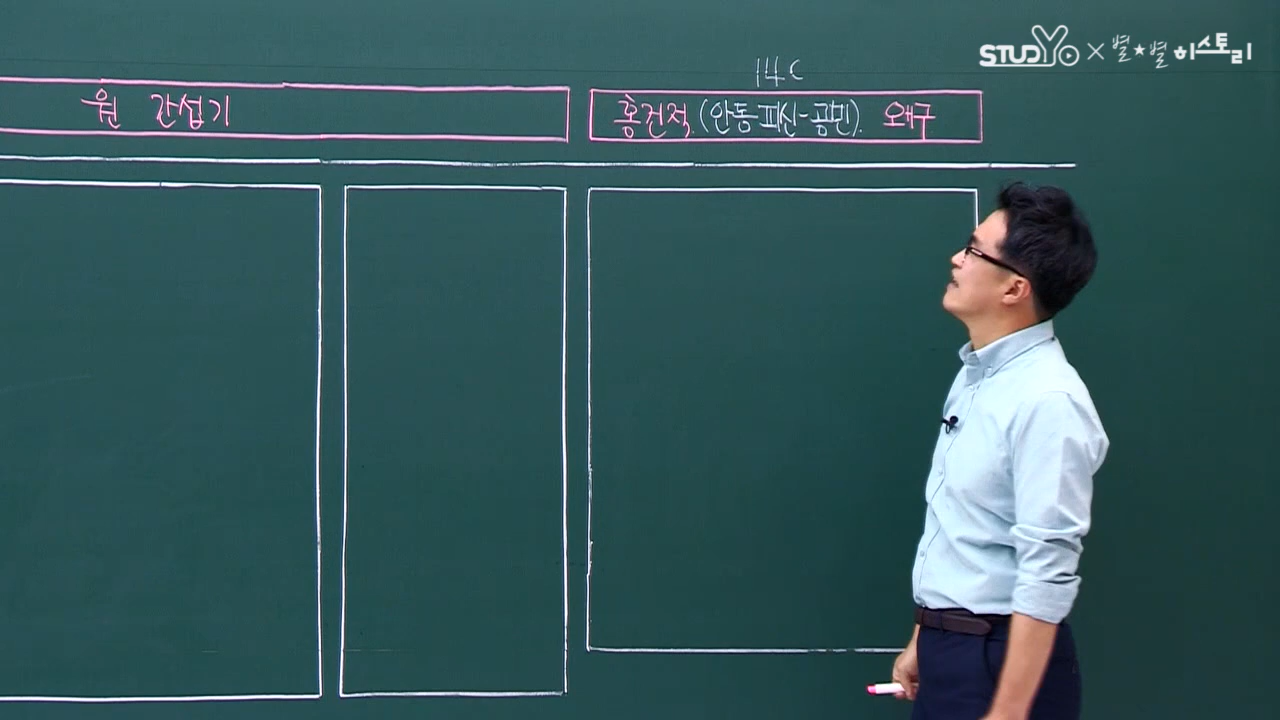 STUDYo × 별★별 히스토리
14C
원 간섭기
홍건적 (안동피신-공민). 왜구